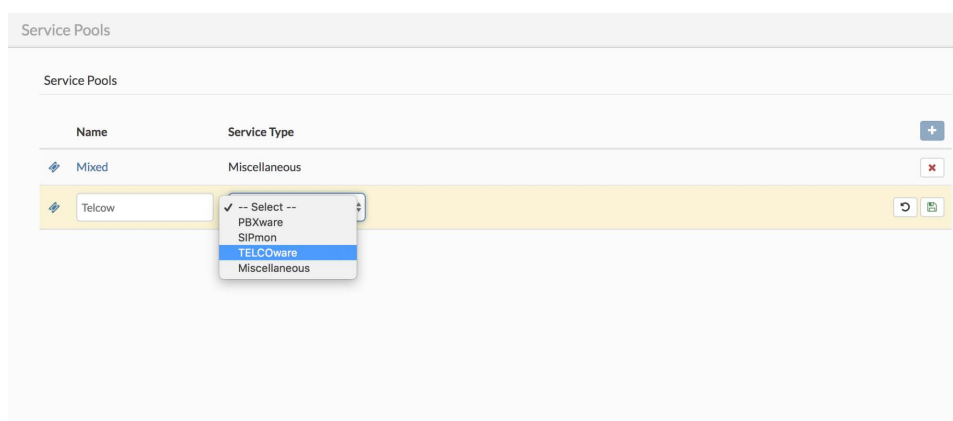 Service Pools
Service Pools
Name Service Type
Mixed Miscellaneous
Telcow -- Select --
PBXware
SIPmon
TELCOware
Miscellaneous